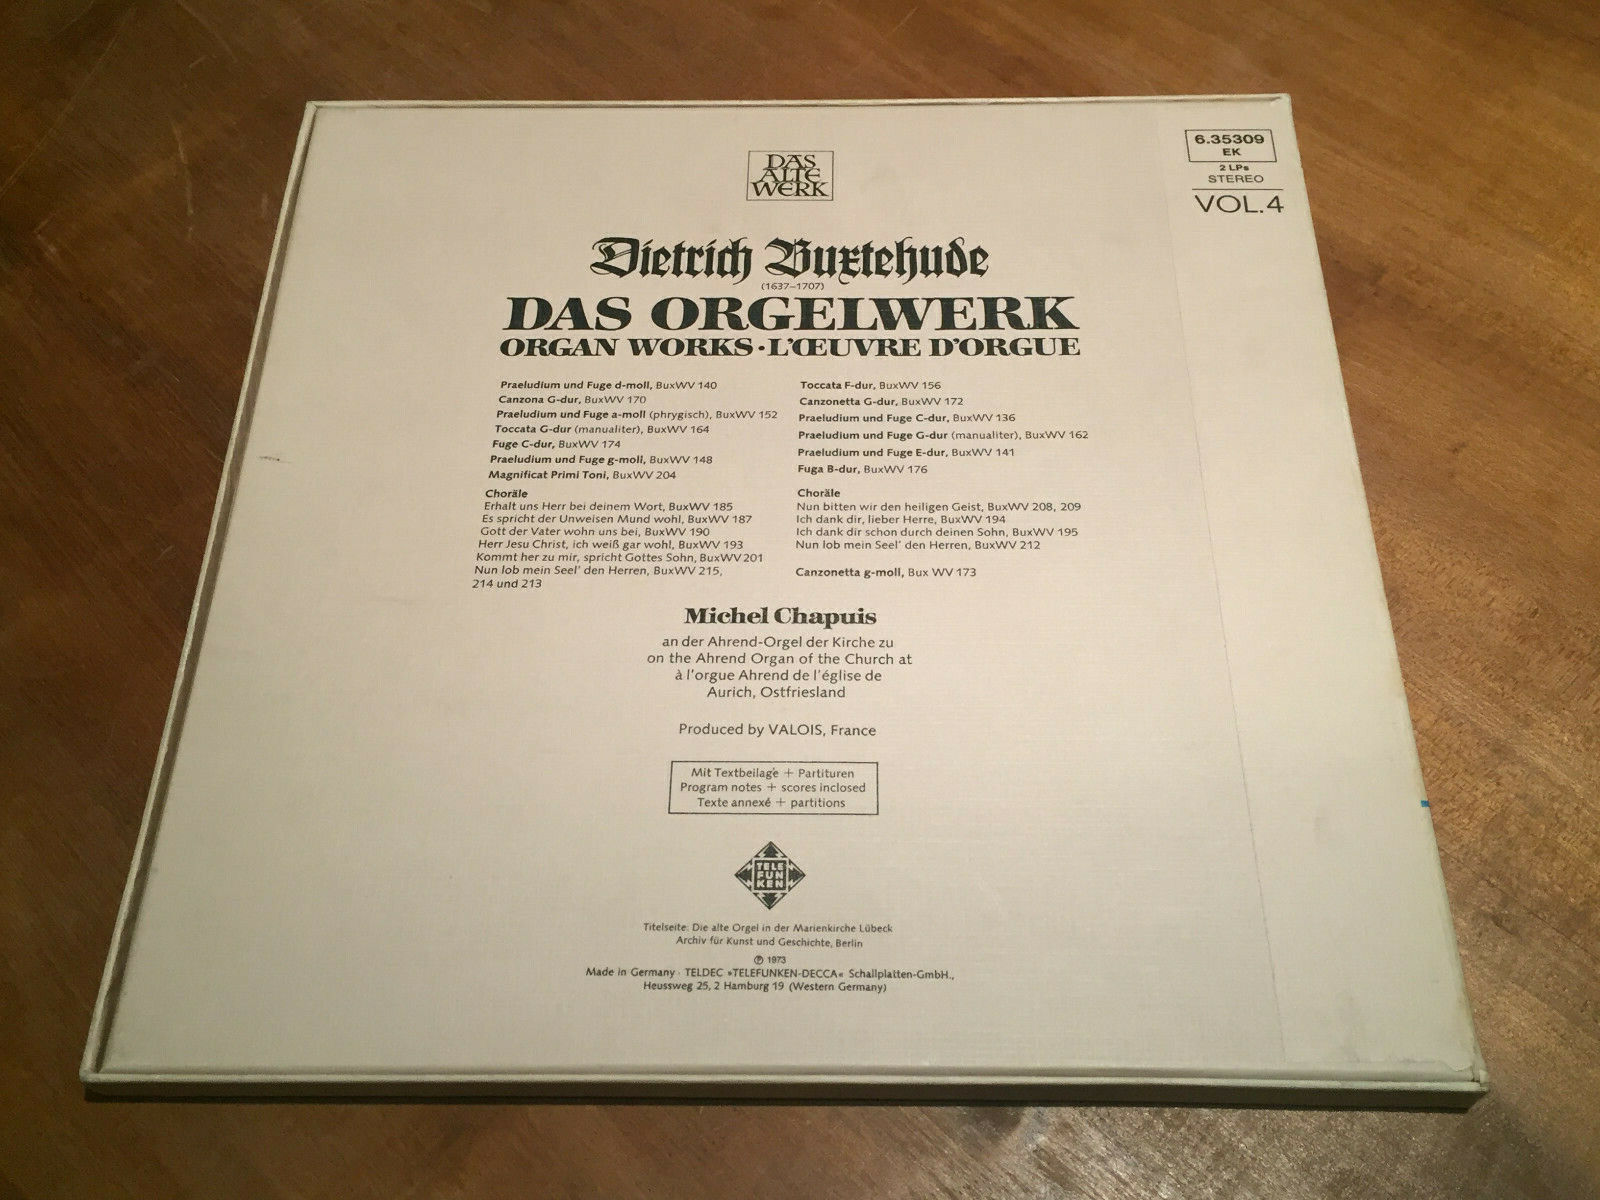 6.35309
EK
2 LPs
STEREO
VOL.4
DAS
ALTE
WERK
Dietrich Buxtehude
(1637–1707)
DAS ORGELWERK
ORGAN WORKS · L'ŒUVRE D'ORGUE
Praeludium und Fuge d-moll, BuxWV 140
Canzona G-dur, BuxWV 170
Praeludium und Fuge a-moll (phrygisch), BuxWV 152
Toccata G-dur (manualiter), BuxWV 164
Fuge C-dur, BuxWV 174
Praeludium und Fuge g-moll, BuxWV 148
Magnificat Primi Toni, BuxWV 204
Choräle
Erhalt uns Herr bei deinem Wort, BuxWV 185
Es spricht der Unweisen Mund wohl, BuxWV 187
Gott der Vater wohn uns bei, BuxWV 190
Herr Jesu Christ, ich weiß gar wohl, BuxWV 193
Kommt her zu mir, spricht Gottes Sohn, BuxWV 201
Nun lob mein Seel' den Herren, BuxWV 215,
214 und 213
Toccata F-dur, BuxWV 156
Canzonetta G-dur, BuxWV 172
Praeludium und Fuge C-dur, BuxWV 136
Praeludium und Fuge G-dur (manualiter), BuxWV 162
Praeludium und Fuge E-dur, BuxWV 141
Fuga B-dur, BuxWV 176
Choräle
Nun bitten wir den heiligen Geist, BuxWV 208, 209
Ich dank dir, lieber Herre, BuxWV 194
Ich dank dir schon durch deinen Sohn, BuxWV 195
Nun lob mein Seel' den Herren, BuxWV 212
Canzonetta g-moll, Bux WV 173
Michel Chapuis
an der Ahrend-Orgel der Kirche zu
on the Ahrend Organ of the Church at
à l'orgue Ahrend de l'église de
Aurich, Ostfriesland
Produced by VALOIS, France
Mit Textbeilage + Partituren
Program notes + scores inclosed
Texte annexé + partitions
TELE
FUN
KEN
Titelseite: Die alte Orgel in der Marienkirche Lübeck
Archiv für Kunst und Geschichte, Berlin
℗ 1973
Made in Germany · TELDEC »TELEFUNKEN-DECCA« Schallplatten-GmbH.,
Heussweg 25, 2 Hamburg 19 (Western Germany)